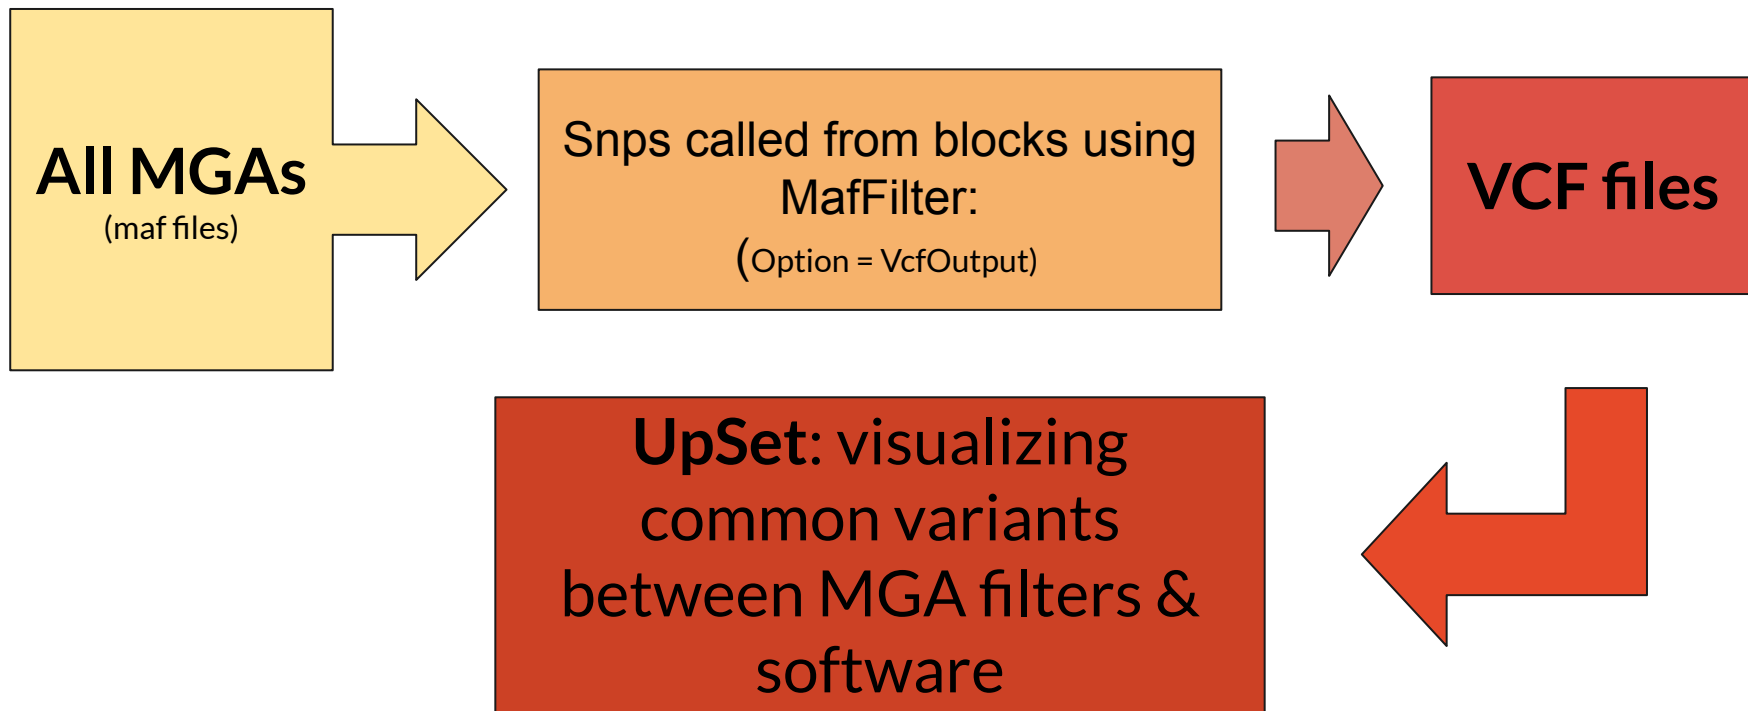 All MGAs
(maf files)
Snps called from blocks using
MafFilter:
(Option = VcfOutput)
VCF files
UpSet: visualizing
common variants
between MGA filters &
software